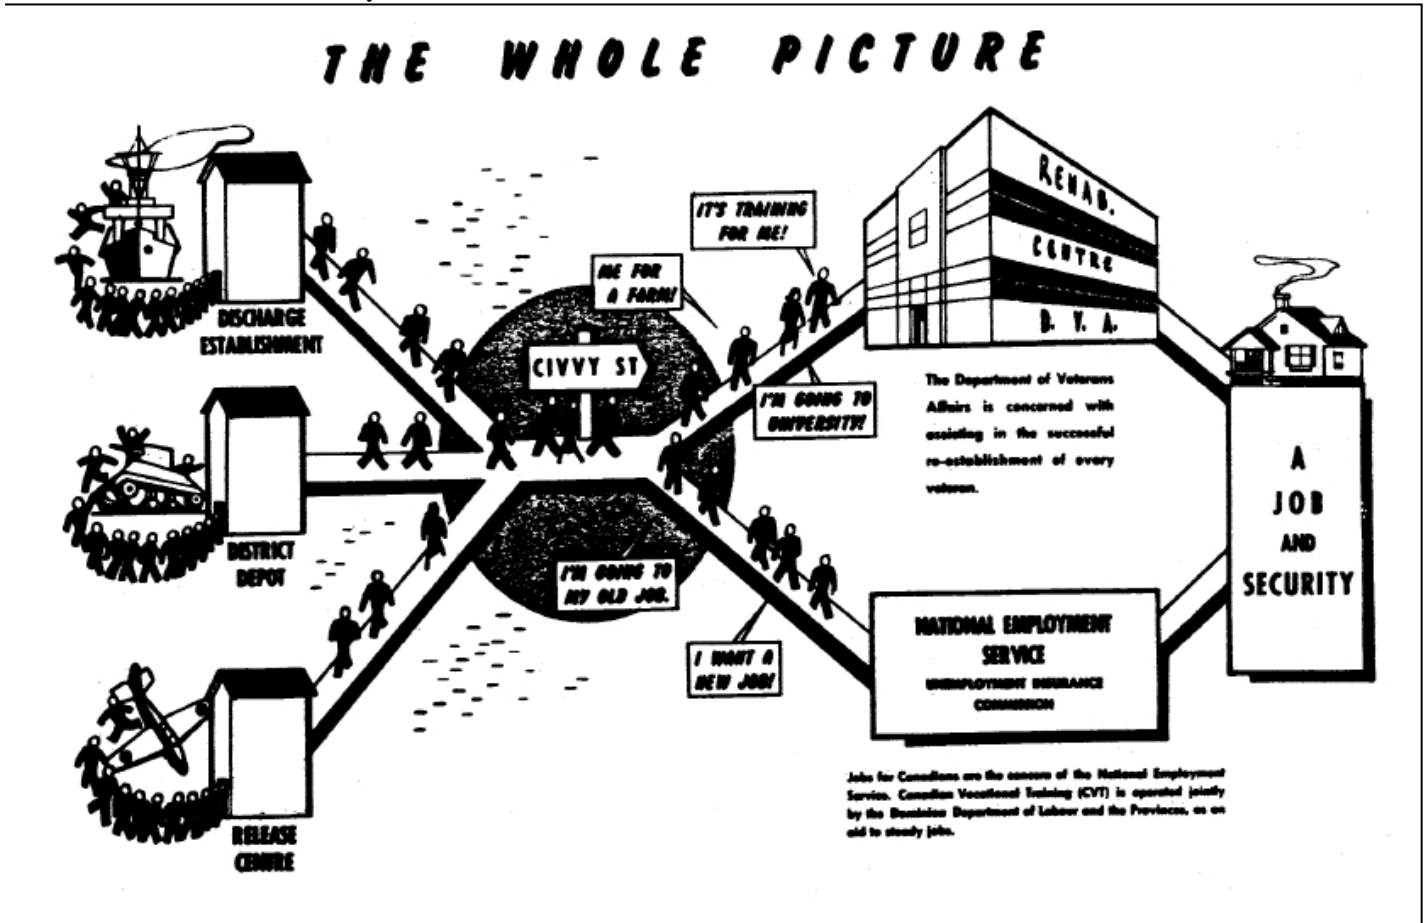 THE WHOLE PICTURE
DISCHARGE
ESTABLISHMENT
DISTRICT
DEPOT
RELEASE
CENTRE
CIVVY ST
ME FOR
A FARM!
IT'S TRAINING
FOR ME!
I'M GOING TO
UNIVERSITY!
I'M GOING TO
MY OLD JOB.
I WANT A
NEW JOB!
REHAB.
CENTRE
D. V. A.
The Department of Veterans
Affairs is concerned with
assisting in the successful
re-establishment of every
veteran.
NATIONAL EMPLOYMENT
SERVICE
UNEMPLOYMENT INSURANCE
COMMISSION
Jobs for Canadians are the concern of the National Employment
Service. Canadian Vocational Training (CVT) is operated jointly
by the Dominion Department of Labour and the Provinces, as an
aid to steady jobs.
A
JOB
AND
SECURITY